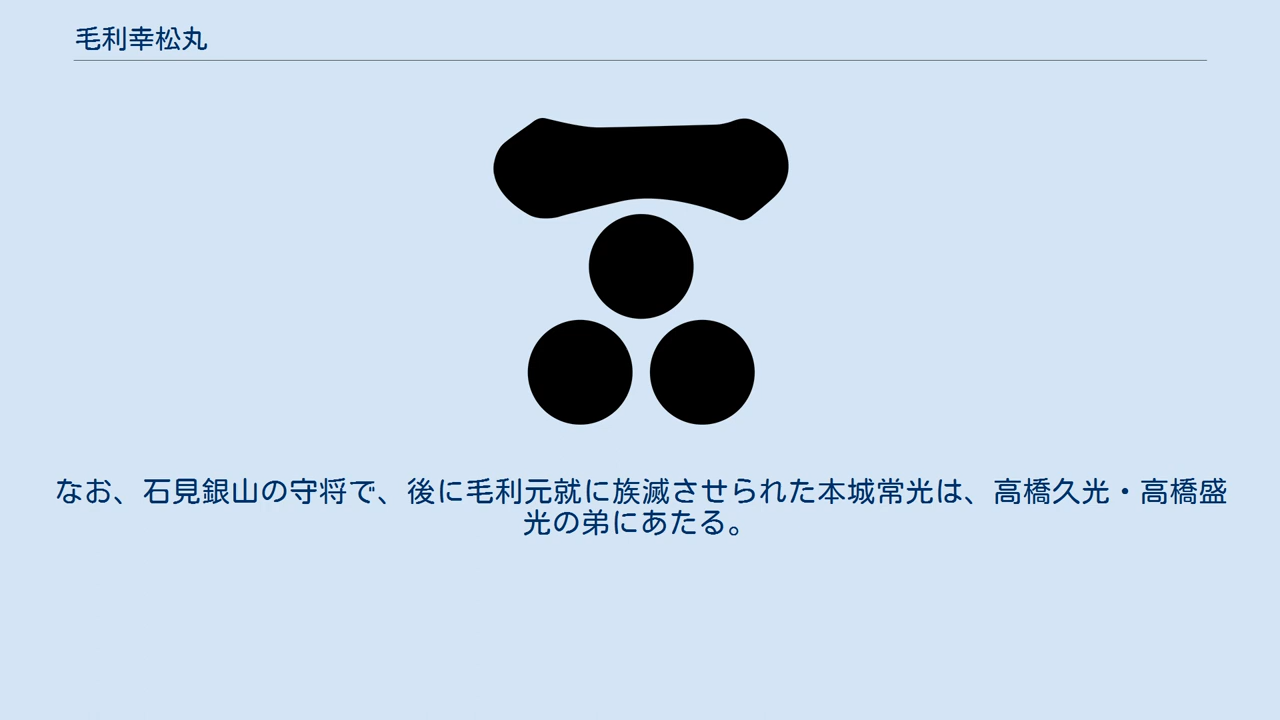 毛利幸松丸
なお、石見銀山の守将で、後に毛利元就に族滅させられた本城常光は、高橋久光・高橋盛
光の弟にあたる。